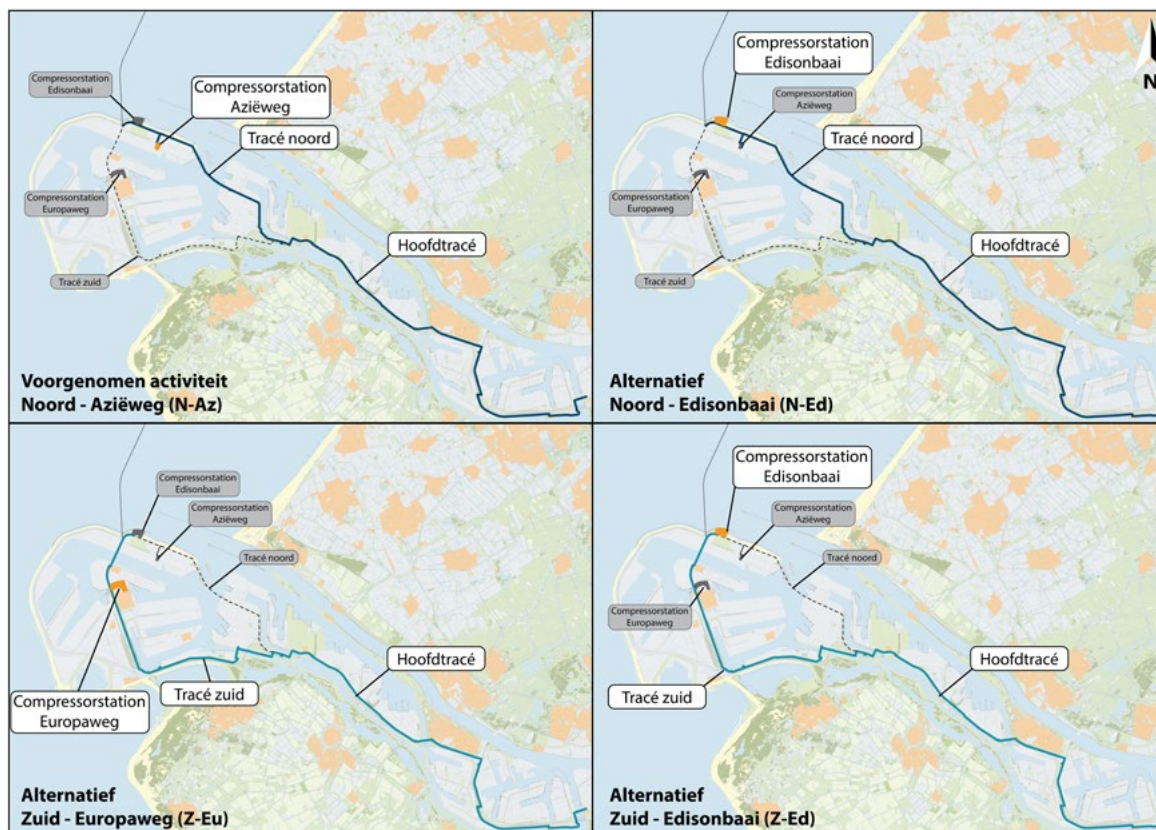 Compressorstation
Edisonbaai
Compressorstation
Aziëweg
Tracé noord
Compressorstation
Europaweg
Hoofdtracé
Tracé zuid
Voorgenomen activiteit
Noord - Aziëweg (N-Az)
Compressorstation
Edisonbaai
Compressorstation
Aziëweg
N
Tracé noord
Compressorstation
Europaweg
Hoofdtracé
Tracé zuid
Alternatief
Noord - Edisonbaai (N-Ed)
Compressorstation
Edisonbaai
Compressorstation
Aziëweg
Tracé noord
Hoofdtracé
Tracé zuid
Compressorstation
Europaweg
Alternatief
Zuid - Europaweg (Z-Eu)
Compressorstation
Edisonbaai
Compressorstation
Aziëweg
Tracé noord
Compressorstation
Europaweg
Hoofdtracé
Tracé zuid
Alternatief
Zuid - Edisonbaai (Z-Ed)